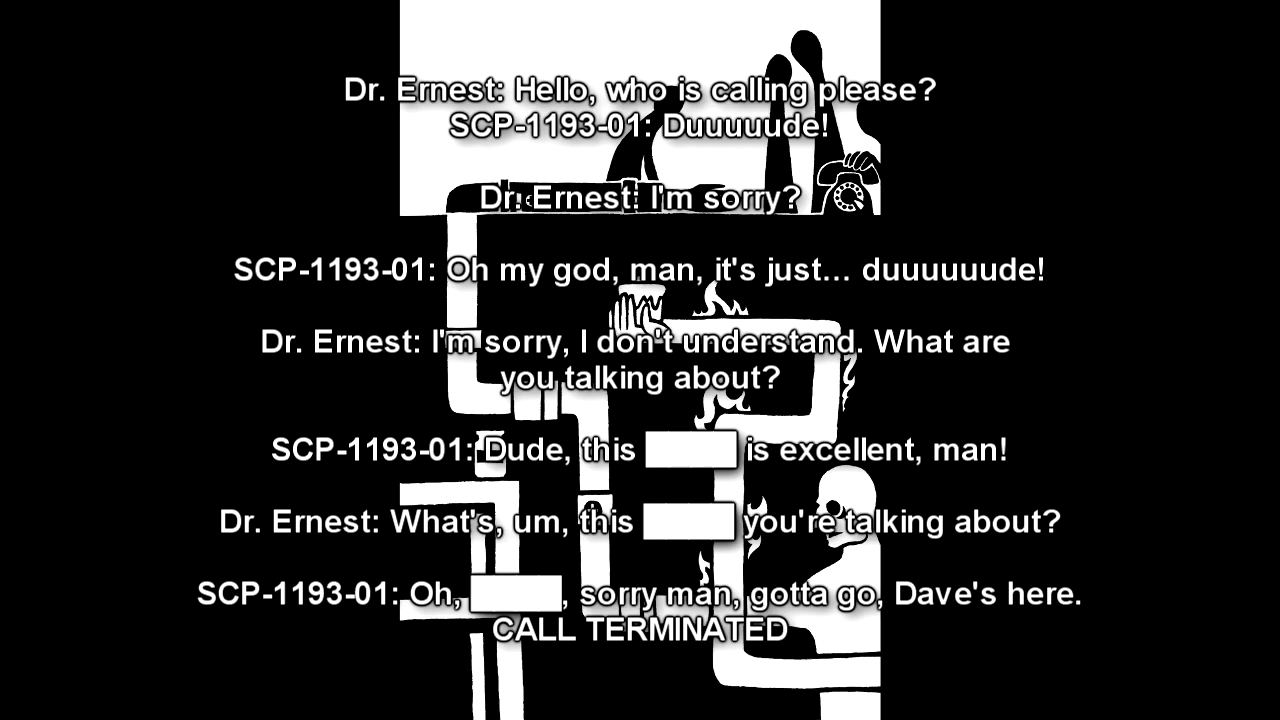 Dr. Ernest: Hello, who is calling please?
SCP-1193-01: Duuuuude!
Dr. Ernest: I'm sorry?
SCP-1193-01: Oh my god, man, it's just... duuuuuude!
Dr. Ernest: I'm sorry, I don't understand. What are
you talking about?
SCP-1193-01: Dude, this is excellent, man!
Dr. Ernest: What's, um, this you're talking about?
SCP-1193-01: Oh, , sorry man, gotta go, Dave's here.
CALL TERMINATED